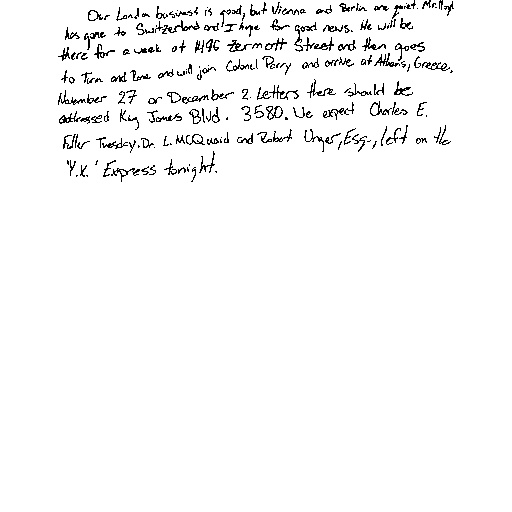 Our London business is good, but Vienna and Berlin are quiet. Mr. Lloyd
has gone to Switzerland and I hope for good news. He will be
there for a week at 1496 Zermott Street and then goes
to Turin and Rome and will join Colonel Parry and arrive at Athens, Greece,
November 27 or December 2. Letters there should be
addressed King James Blvd. 3580. We expect Charles E.
Fuller Tuesday. Dr. L. McQuaid and Robert Unger, Esq., left on the
'Y.X.' Express tonight.